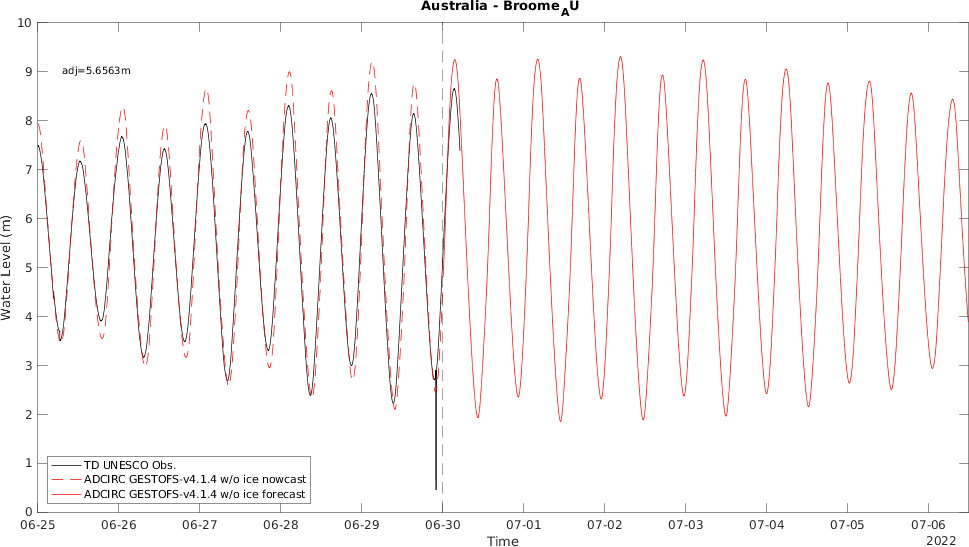 Australia - Broome_AU
10
9
8
7
6
5
4
3
2
1
0
Water Level (m)
adj=5.6563m
TD UNESCO Obs.
ADCIRC GESTOFS-v4.1.4 w/o ice nowcast
ADCIRC GESTOFS-v4.1.4 w/o ice forecast
06-25 06-26 06-27 06-28 06-29 06-30 07-01 07-02 07-03 07-04 07-05 07-06
Time
2022